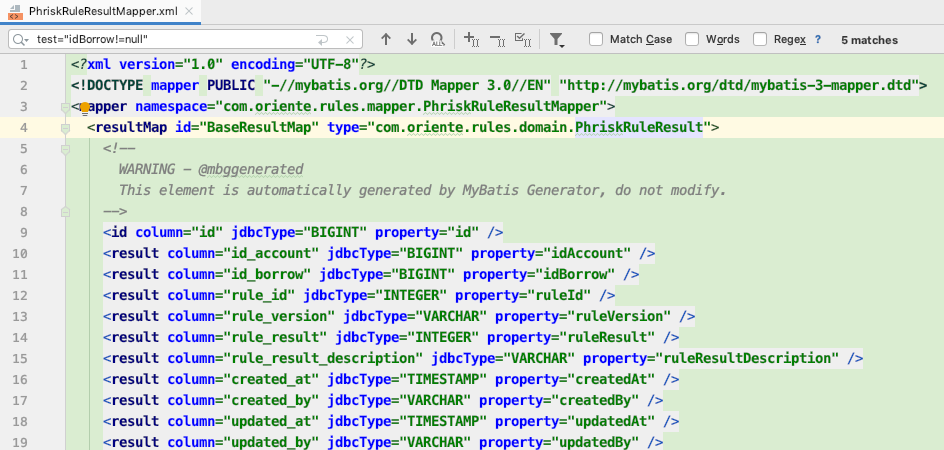 PhriskRuleResultMapper.xml
test="idBorrow!=null"
Match Case
Words
Regex
?
5 matches
1 <?xml version="1.0" encoding="UTF-8"?>
2 <!DOCTYPE mapper PUBLIC "-//mybatis.org//DTD Mapper 3.0//EN" "http://mybatis.org/dtd/mybatis-3-mapper.dtd">
3 <mapper namespace="com.oriente.rules.mapper.PhriskRuleResultMapper">
4 <resultMap id="BaseResultMap" type="com.oriente.rules.domain.PhriskRuleResult">
5 <!--
6 WARNING - @mbggenerated
7 This element is automatically generated by MyBatis Generator, do not modify.
8 -->
9 <id column="id" jdbcType="BIGINT" property="id" />
10 <result column="id_account" jdbcType="BIGINT" property="idAccount" />
11 <result column="id_borrow" jdbcType="BIGINT" property="idBorrow" />
12 <result column="rule_id" jdbcType="INTEGER" property="ruleId" />
13 <result column="rule_version" jdbcType="VARCHAR" property="ruleVersion" />
14 <result column="rule_result" jdbcType="INTEGER" property="ruleResult" />
15 <result column="rule_result_description" jdbcType="VARCHAR" property="ruleResultDescription" />
16 <result column="created_at" jdbcType="TIMESTAMP" property="createdAt" />
17 <result column="created_by" jdbcType="VARCHAR" property="createdBy" />
18 <result column="updated_at" jdbcType="TIMESTAMP" property="updatedAt" />
19 <result column="updated_by" jdbcType="VARCHAR" property="updatedBy" />